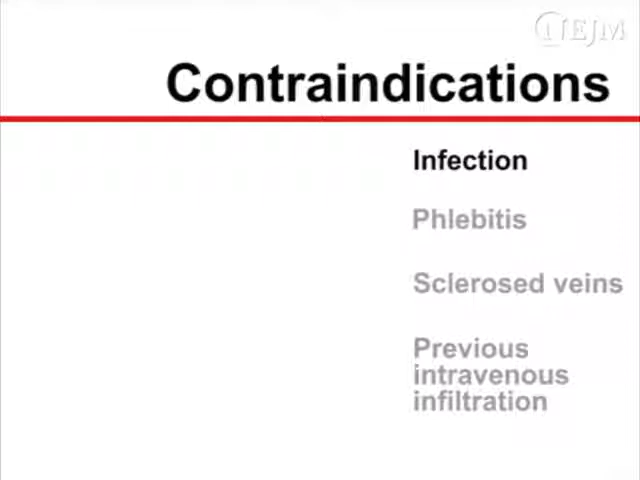 NEJM
Contraindications
Infection
Phlebitis
Sclerosed veins
Previous
intravenous
infiltration